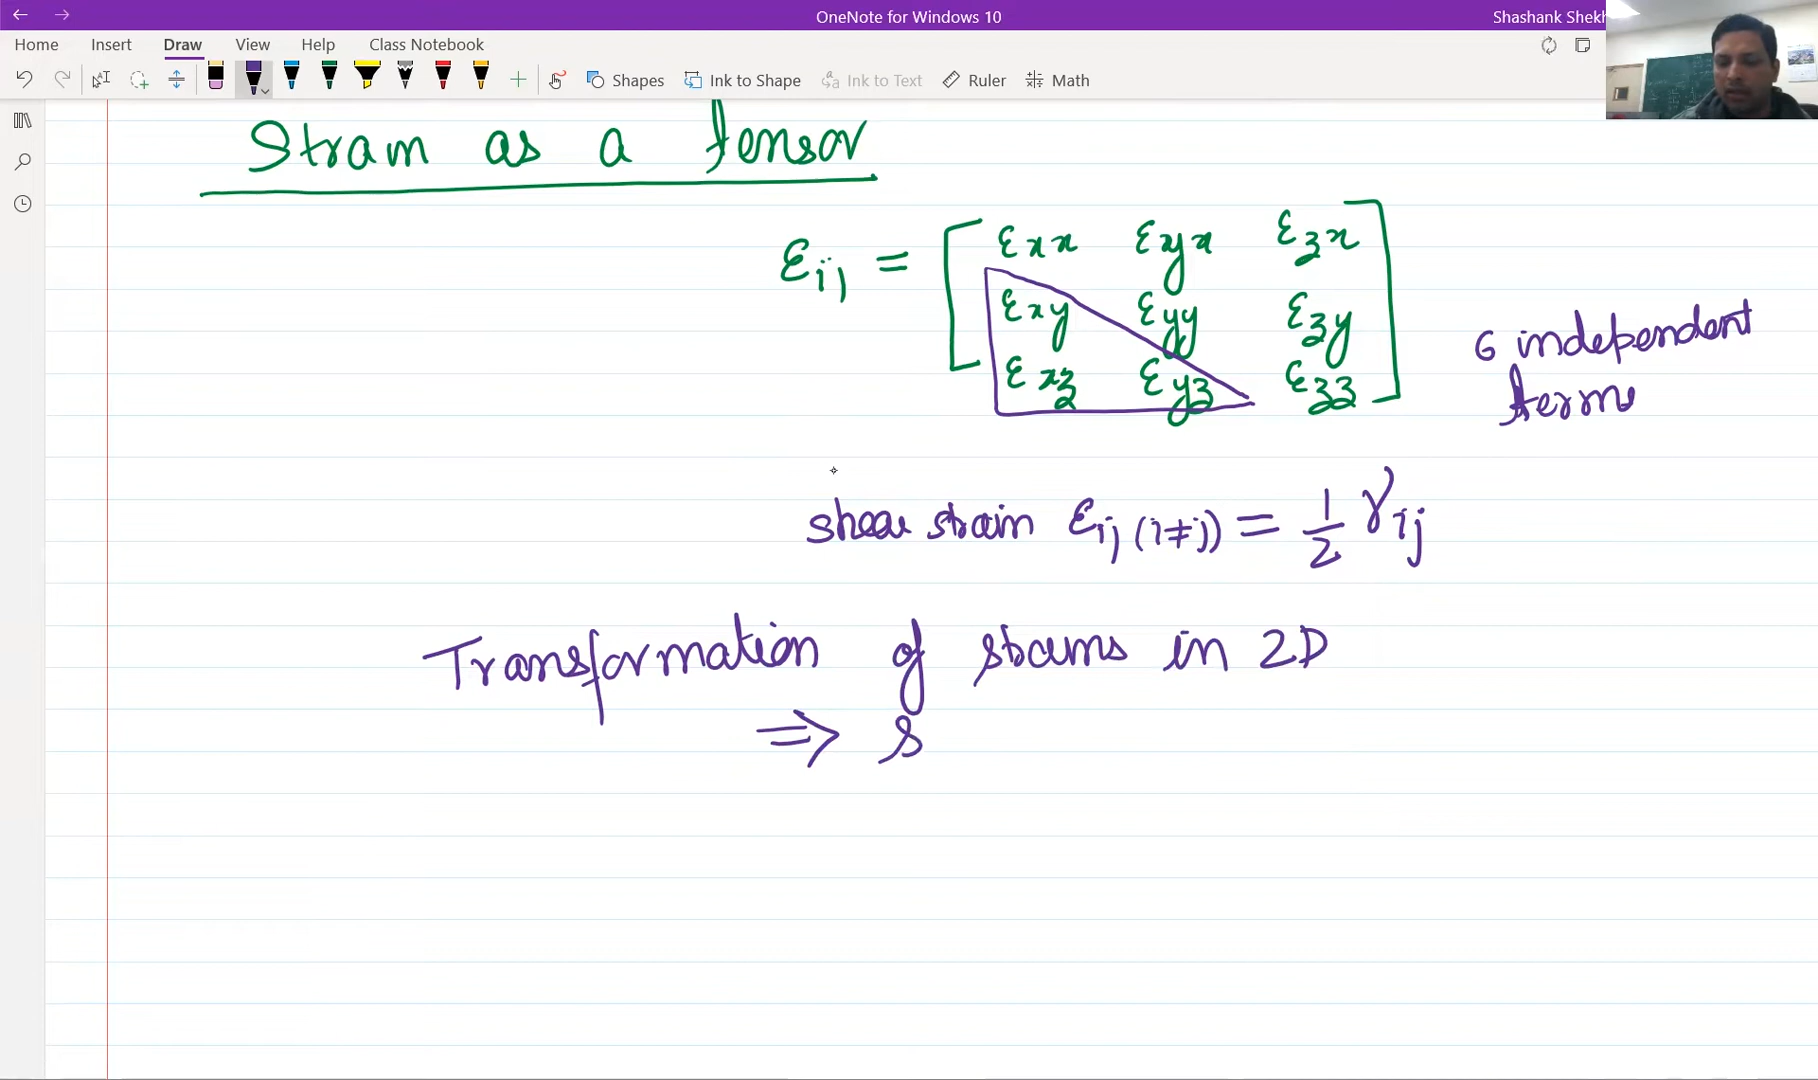 OneNote for Windows 10
Shashank Shekh
Home Insert Draw View Help Class Notebook
Shapes Ink to Shape Ink to Text Ruler Math
Strain as a tensor
εij = [ εxx εyx εzx
εxy εyy εzy
εxz εyz εzz ]
6 independent
terms
shear strain εij (i≠j) = 1/2 γij
Transformation of strains in 2D
⇒ s